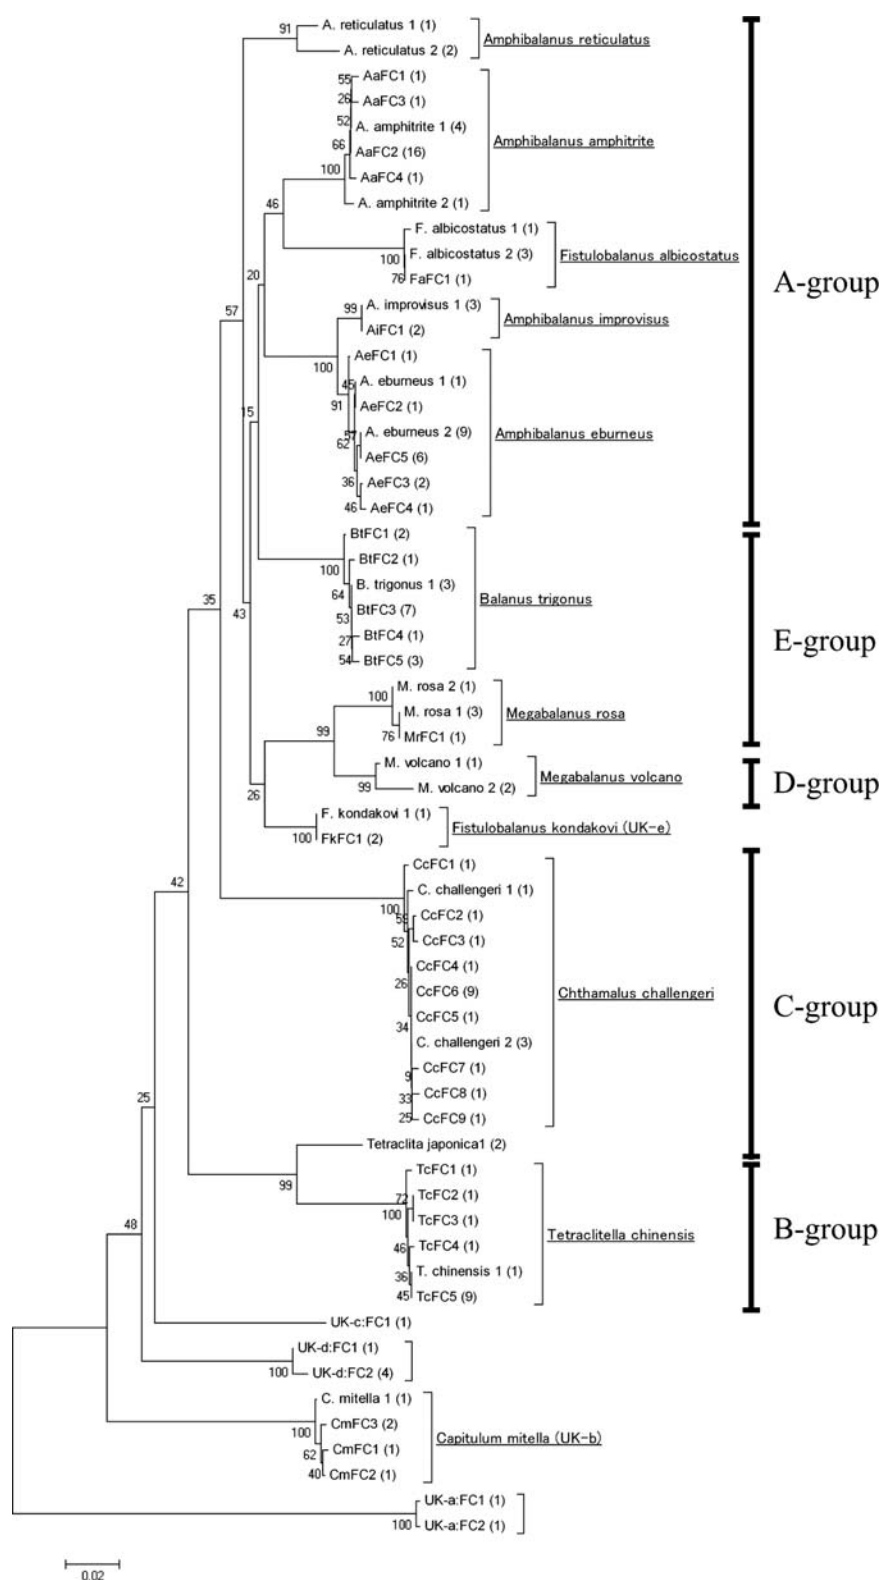 91
A. reticulatus 1 (1)
A. reticulatus 2 (2)
Amphibalanus reticulatus
55
AaFC1 (1)
26
AaFC3 (1)
52
A. amphitrite 1 (4)
66
AaFC2 (16)
100
AaFC4 (1)
A. amphitrite 2 (1)
Amphibalanus amphitrite
46
F. albicostatus 1 (1)
100
F. albicostatus 2 (3)
76
FaFC1 (1)
Fistulobalanus albicostatus
20
A-group
57
99
A. improvisus 1 (3)
AiFC1 (2)
Amphibalanus improvisus
100
AeFC1 (1)
45
A. eburneus 1 (1)
91
AeFC2 (1)
15
57
A. eburneus 2 (9)
62
AeFC5 (6)
36
AeFC3 (2)
46
AeFC4 (1)
Amphibalanus eburneus
BtFC1 (2)
100
BtFC2 (1)
64
B. trigonus 1 (3)
53
BtFC3 (7)
27
BtFC4 (1)
54
BtFC5 (3)
Balanus trigonus
35
43
E-group
M. rosa 2 (1)
100
M. rosa 1 (3)
76
MrFC1 (1)
Megabalanus rosa
99
M. volcano 1 (1)
99
M. volcano 2 (2)
Megabalanus volcano
D-group
26
F. kondakovi 1 (1)
100
FkFC1 (2)
Fistulobalanus kondakovi (UK-e)
42
CcFC1 (1)
C. challengeri 1 (1)
100
59
CcFC2 (1)
52
CcFC3 (1)
CcFC4 (1)
26
CcFC6 (9)
CcFC5 (1)
34
C. challengeri 2 (3)
CcFC7 (1)
9
CcFC8 (1)
33
CcFC9 (1)
25
Chthamalus challengeri
C-group
25
Tetraclita japonica1 (2)
99
TcFC1 (1)
72
TcFC2 (1)
100
TcFC3 (1)
46
TcFC4 (1)
36
T. chinensis 1 (1)
45
TcFC5 (9)
Tetraclitella chinensis
B-group
48
UK-c:FC1 (1)
UK-d:FC1 (1)
100
UK-d:FC2 (4)
C. mitella 1 (1)
100
CmFC3 (2)
62
CmFC1 (1)
40
CmFC2 (1)
Capitulum mitella (UK-b)
UK-a:FC1 (1)
100
UK-a:FC2 (1)
0.02